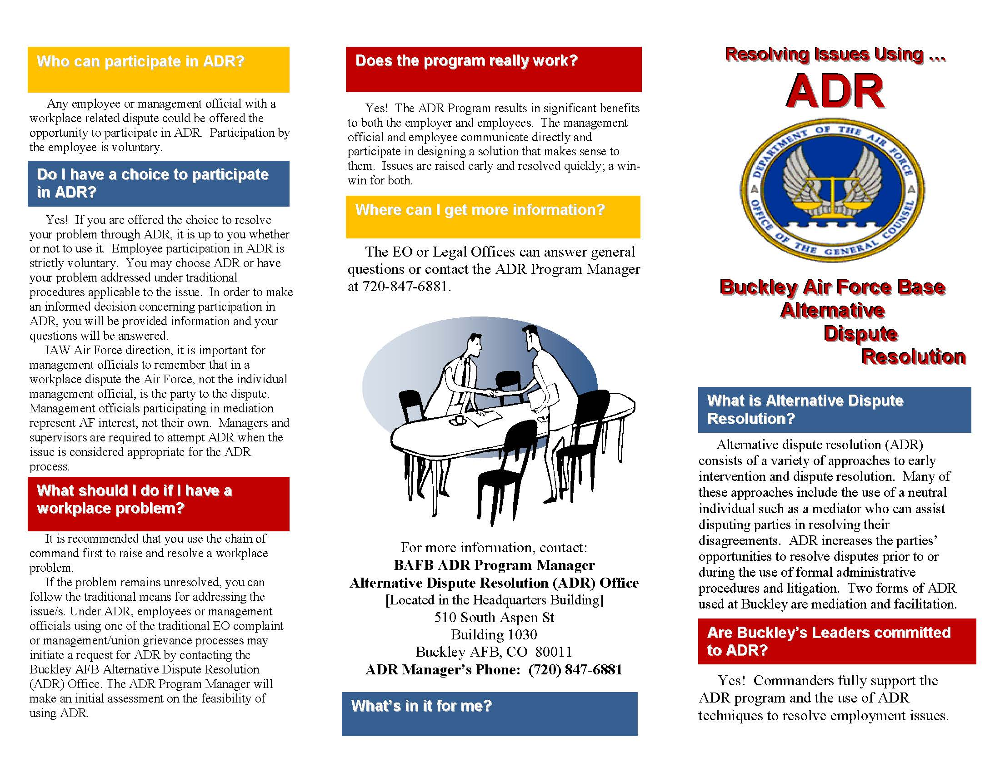 Who can participate in ADR?
Any employee or management official with a
workplace related dispute could be offered the
opportunity to participate in ADR.  Participation by
the employee is voluntary.
Do I have a choice to participate
in ADR?
Yes!  If you are offered the choice to resolve
your problem through ADR, it is up to you whether
or not to use it.  Employee participation in ADR is
strictly voluntary.  You may choose ADR or have
your problem addressed under traditional
procedures applicable to the issue.  In order to make
an informed decision concerning participation in
ADR, you will be provided information and your
questions will be answered.
IAW Air Force direction, it is important for
management officials to remember that in a
workplace dispute the Air Force, not the individual
management official, is the party to the dispute.
Management officials participating in mediation
represent AF interest, not their own.  Managers and
supervisors are required to attempt ADR when the
issue is considered appropriate for the ADR
process.
What should I do if I have a
workplace problem?
It is recommended that you use the chain of
command first to raise and resolve a workplace
problem.
If the problem remains unresolved, you can
follow the traditional means for addressing the
issue/s. Under ADR, employees or management
officials using one of the traditional EO complaint
or management/union grievance processes may
initiate a request for ADR by contacting the
Buckley AFB Alternative Dispute Resolution
(ADR) Office. The ADR Program Manager will
make an initial assessment on the feasibility of
using ADR.
Does the program really work?
Yes!  The ADR Program results in significant benefits
to both the employer and employees.  The management
official and employee communicate directly and
participate in designing a solution that makes sense to
them.  Issues are raised early and resolved quickly; a win-
win for both.
Where can I get more information?
The EO or Legal Offices can answer general
questions or contact the ADR Program Manager
at 720-847-6881.
For more information, contact:
BAFB ADR Program Manager
Alternative Dispute Resolution (ADR) Office
[Located in the Headquarters Building]
510 South Aspen St
Building 1030
Buckley AFB, CO  80011
ADR Manager's Phone:  (720) 847-6881
What's in it for me?
Resolving Issues Using ...
ADR
DEPARTMENT OF THE AIR FORCE
OFFICE OF THE GENERAL COUNSEL
Buckley Air Force Base
Alternative
Dispute
Resolution
What is Alternative Dispute
Resolution?
Alternative dispute resolution (ADR)
consists of a variety of approaches to early
intervention and dispute resolution.  Many of
these approaches include the use of a neutral
individual such as a mediator who can assist
disputing parties in resolving their
disagreements.  ADR increases the parties'
opportunities to resolve disputes prior to or
during the use of formal administrative
procedures and litigation.  Two forms of ADR
used at Buckley are mediation and facilitation.
Are Buckley's Leaders committed
to ADR?
Yes!  Commanders fully support the
ADR program and the use of ADR
techniques to resolve employment issues.